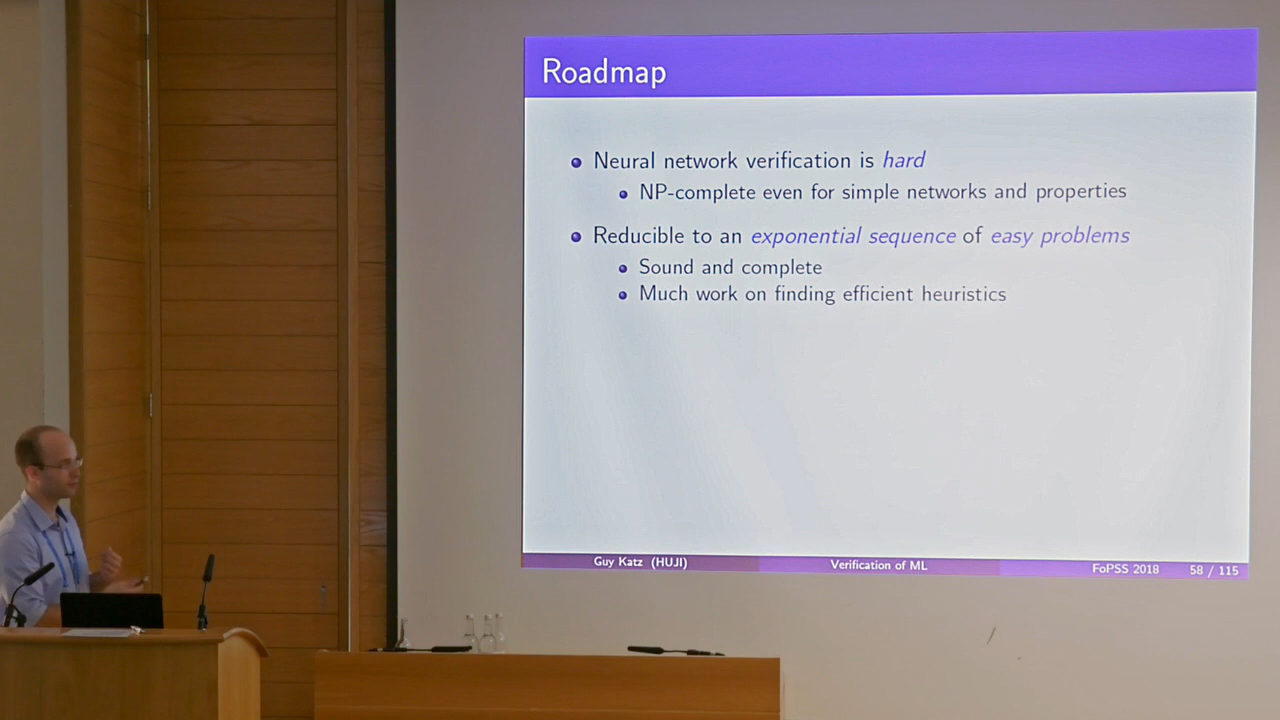 Roadmap
Neural network verification is hard
NP-complete even for simple networks and properties
Reducible to an exponential sequence of easy problems
Sound and complete
Much work on finding efficient heuristics
Guy Katz (HUJI) Verification of ML FoPSS 2018 58 / 115